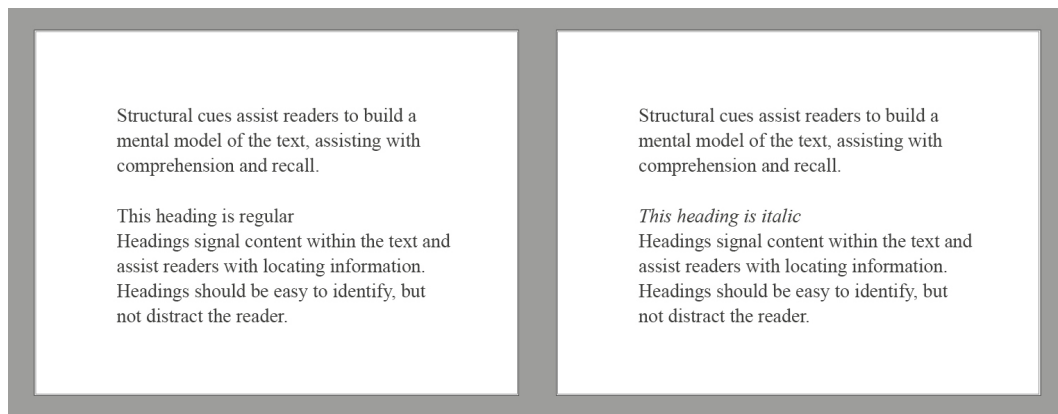 Structural cues assist readers to build a
mental model of the text, assisting with
comprehension and recall.
This heading is regular
Headings signal content within the text and
assist readers with locating information.
Headings should be easy to identify, but
not distract the reader.
Structural cues assist readers to build a
mental model of the text, assisting with
comprehension and recall.
This heading is italic
Headings signal content within the text and
assist readers with locating information.
Headings should be easy to identify, but
not distract the reader.